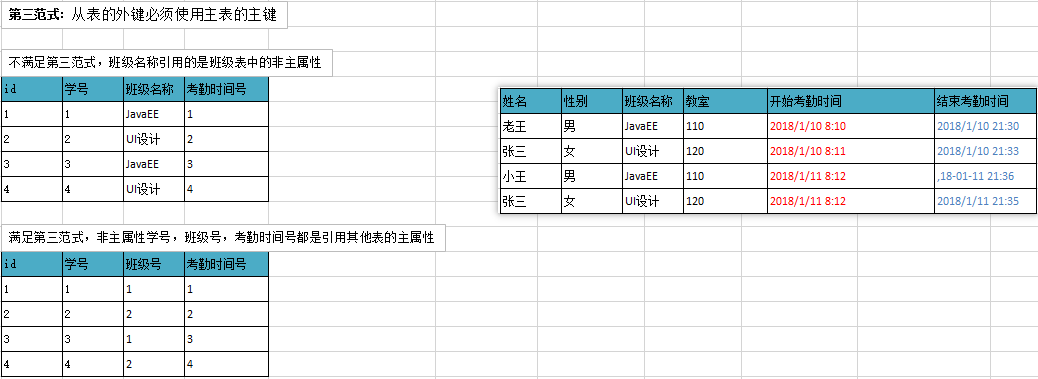 第三范式：从表的外键必须使用主表的主键
不满足第三范式，班级名称引用的是班级表中的非主属性
id 学号 班级名称 考勤时间号
1 1 JavaEE 1
2 2 UI设计 2
3 3 JavaEE 3
4 4 UI设计 4
姓名 性别 班级名称 教室 开始考勤时间 结束考勤时间
老王 男 JavaEE 110 2018/1/10 8:10 2018/1/10 21:30
张三 女 UI设计 120 2018/1/10 8:11 2018/1/10 21:33
小王 男 JavaEE 110 2018/1/11 8:12 ,18-01-11 21:36
张三 女 UI设计 120 2018/1/11 8:12 2018/1/11 21:35
满足第三范式，非主属性学号，班级号，考勤时间号都是引用其他表的主属性
id 学号 班级号 考勤时间号
1 1 1 1
2 2 2 2
3 3 1 3
4 4 2 4